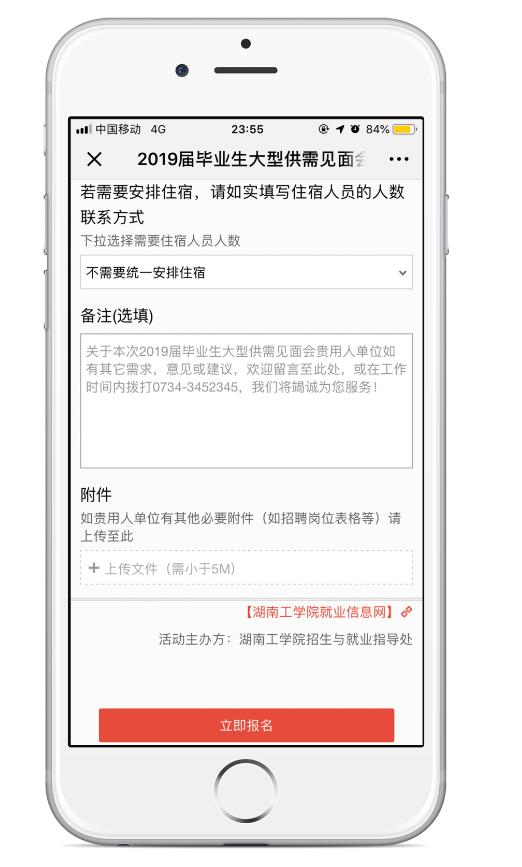 中国移动 4G 23:55 84%
2019届毕业生大型供需见面会
若需要安排住宿，请如实填写住宿人员的人数
联系方式
下拉选择需要住宿人员人数
不需要统一安排住宿
备注(选填)
关于本次2019届毕业生大型供需见面会贵用人单位如
有其它需求，意见或建议，欢迎留言至此处，或在工作
时间内拨打0734-3452345，我们将竭诚为您服务！
附件
如贵用人单位有其他必要附件（如招聘岗位表格等）请
上传至此
+ 上传文件（需小于5M）
【湖南工学院就业信息网】
活动主办方：湖南工学院招生与就业指导处
立即报名